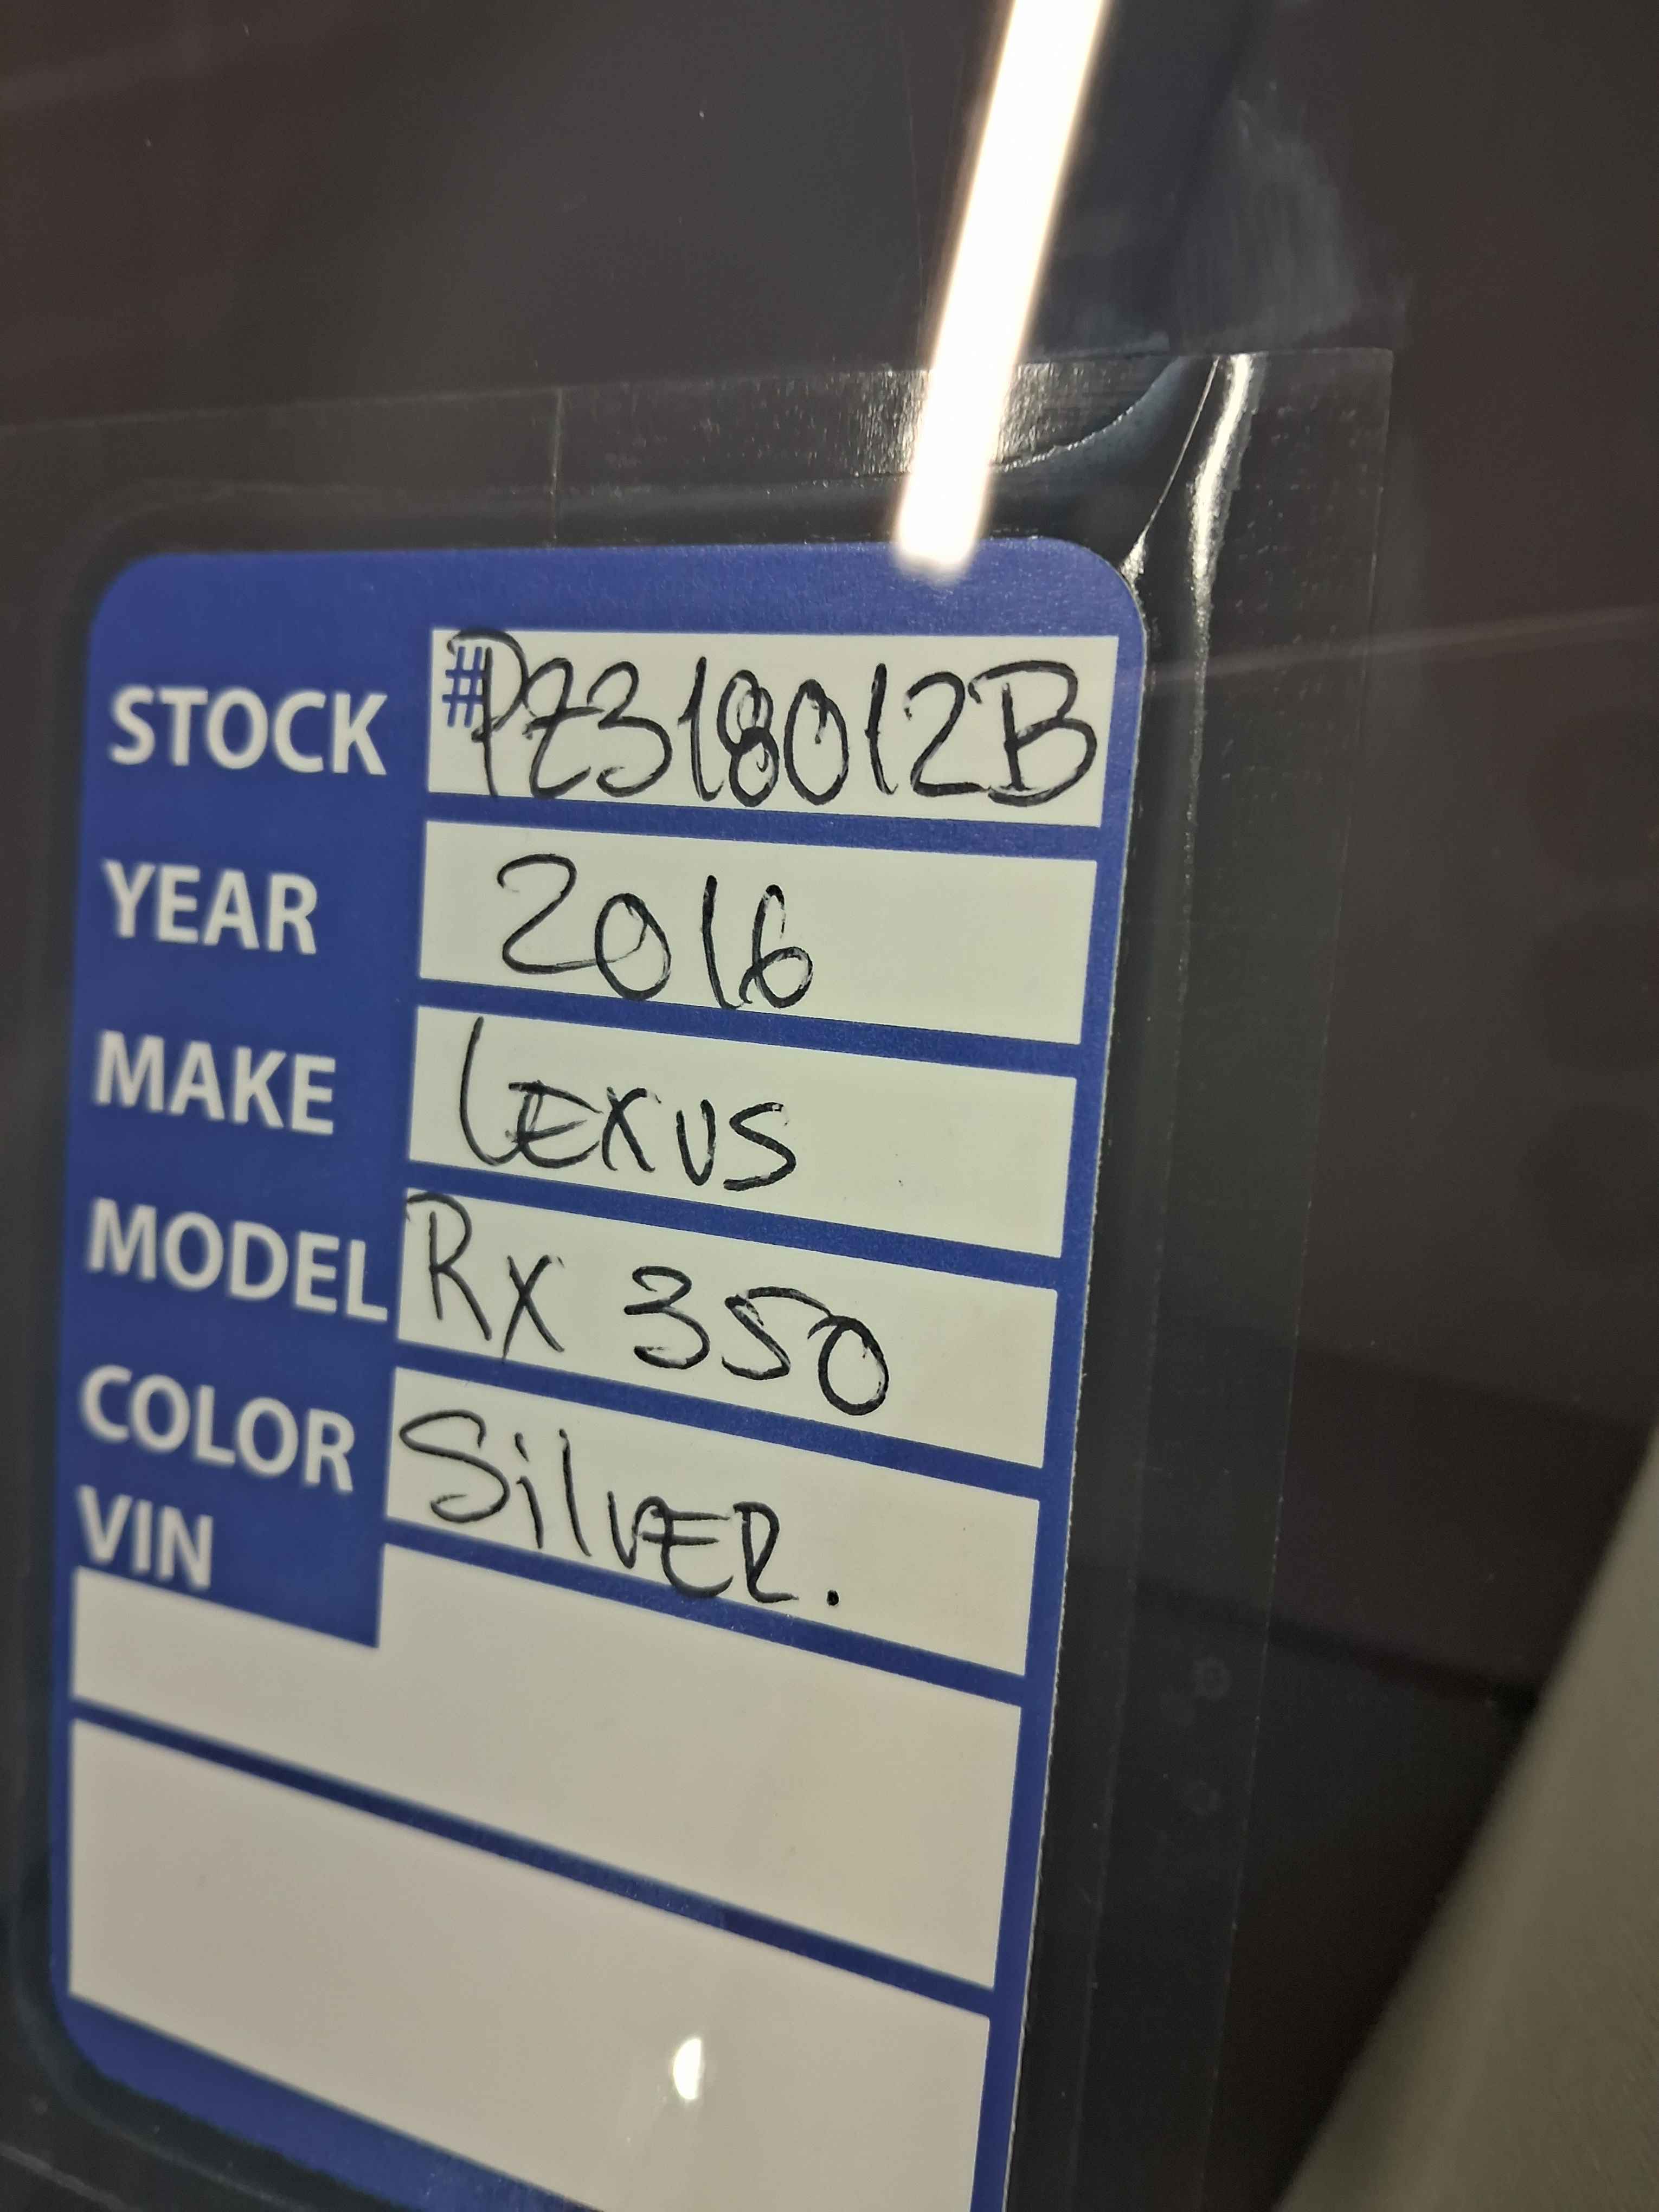 STOCK #PZ318012B
YEAR 2016
MAKE LEXUS
MODEL RX 350
COLOR SilVER.
VIN